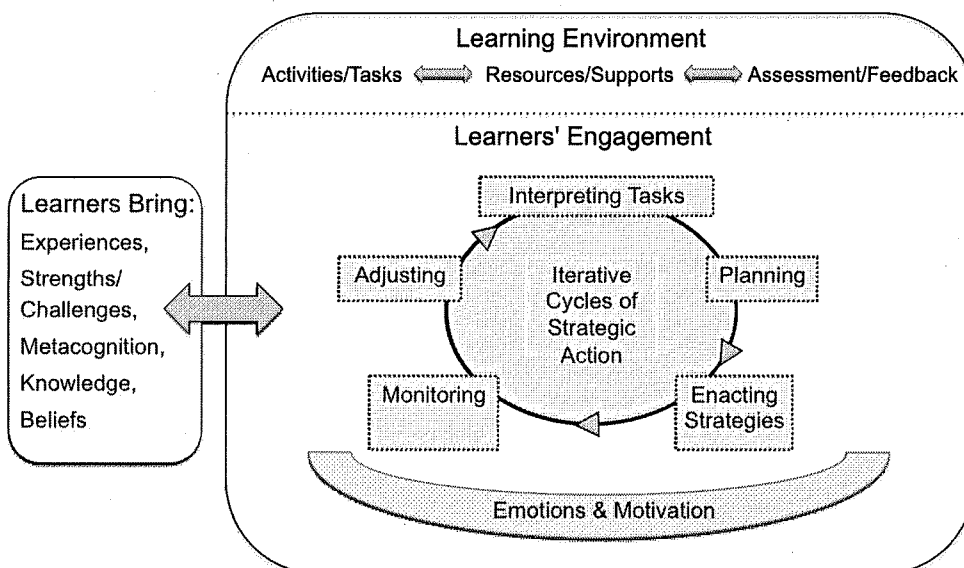 Learning Environment
Activities/Tasks Resources/Supports Assessment/Feedback
Learners' Engagement
Learners Bring:
Experiences,
Strengths/
Challenges,
Metacognition,
Knowledge,
Beliefs
Interpreting Tasks
Adjusting
Planning
Iterative
Cycles of
Strategic
Action
Monitoring
Enacting
Strategies
Emotions & Motivation